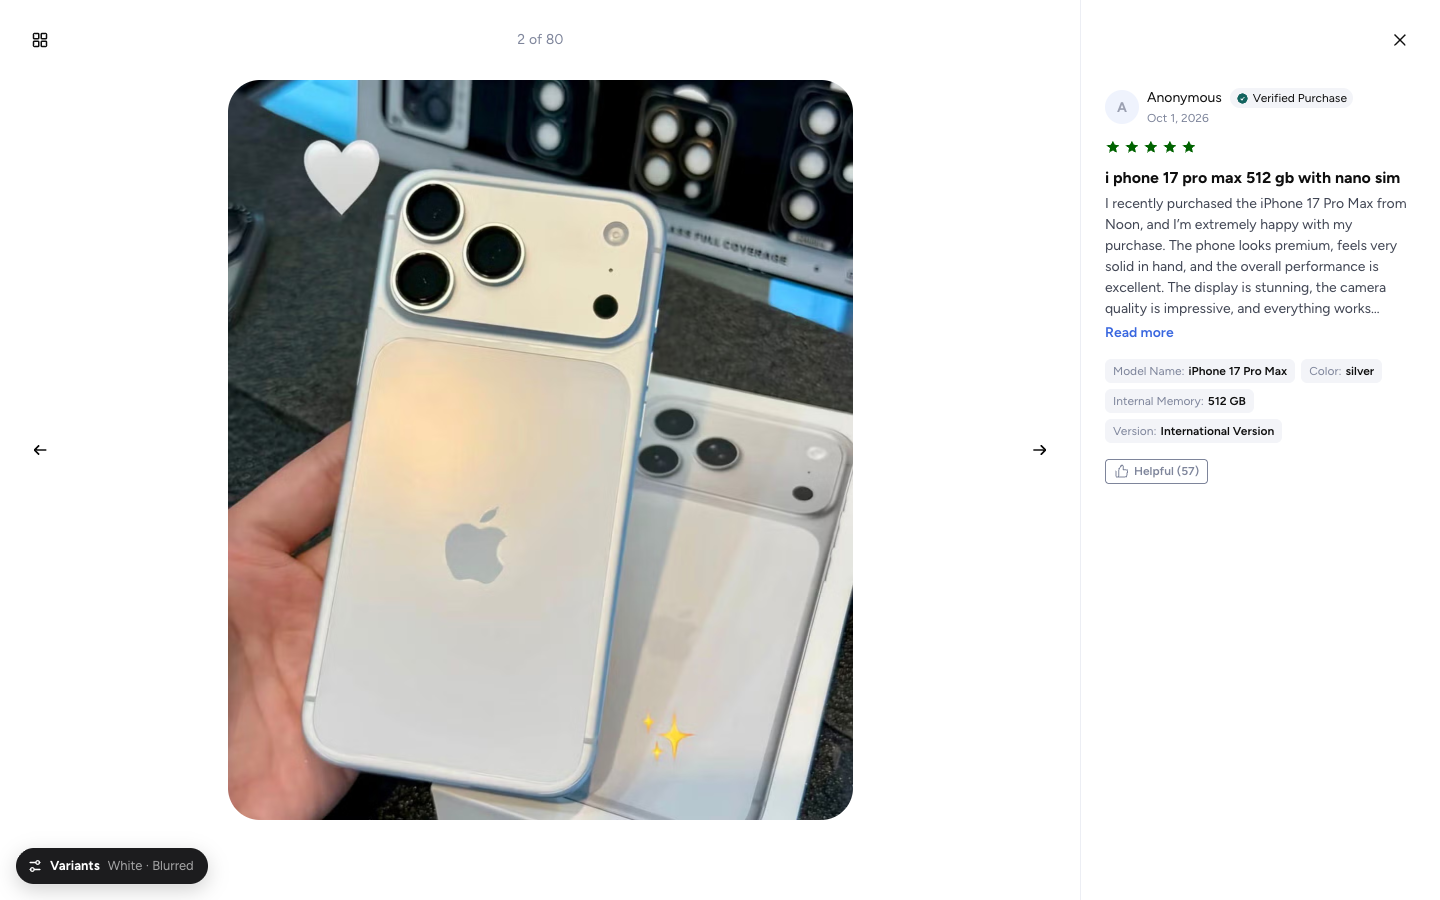 2 of 80
A
Anonymous
Verified Purchase
Oct 1, 2026
i phone 17 pro max 512 gb with nano sim
I recently purchased the iPhone 17 Pro Max from
Noon, and I’m extremely happy with my
purchase. The phone looks premium, feels very
solid in hand, and the overall performance is
excellent. The display is stunning, the camera
quality is impressive, and everything works...
Read more
Model Name: iPhone 17 Pro Max
Color: silver
Internal Memory: 512 GB
Version: International Version
Helpful (57)
FULL COVERAGE
Variants White · Blurred